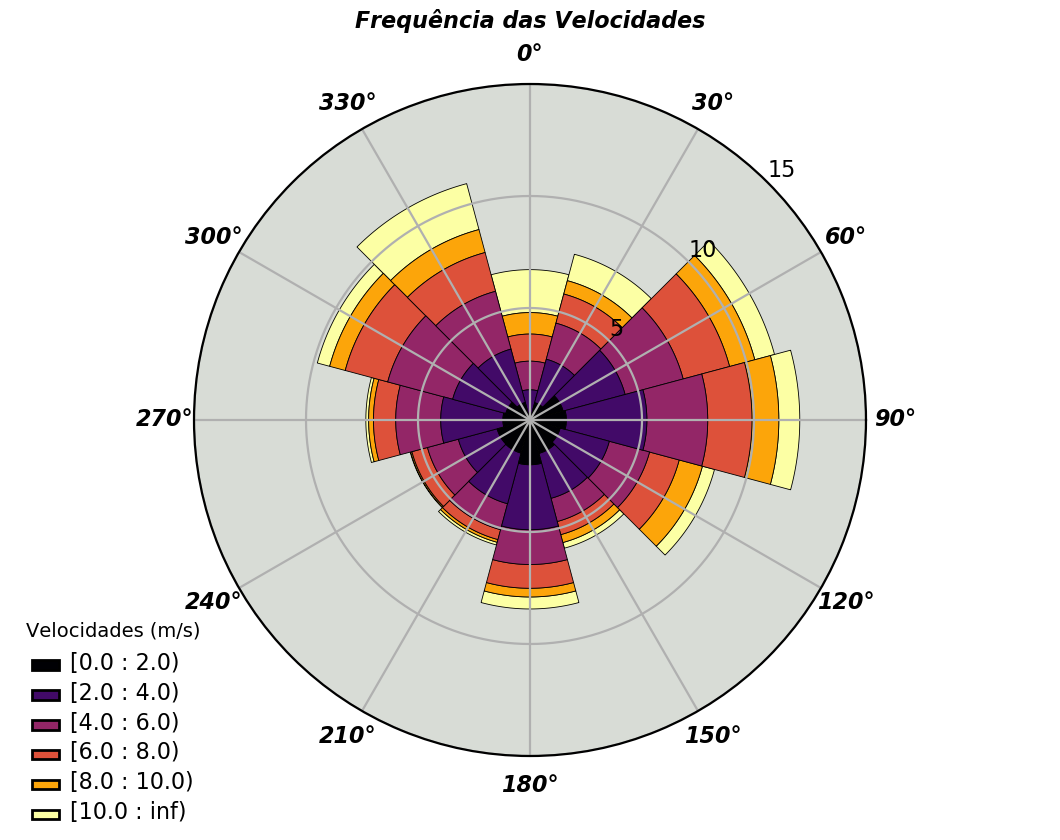 Frequência das Velocidades
0°
330°
30°
15
300°
60°
10
5
270°
90°
240°
120°
210°
150°
180°
Velocidades (m/s)
[0.0 : 2.0)
[2.0 : 4.0)
[4.0 : 6.0)
[6.0 : 8.0)
[8.0 : 10.0)
[10.0 : inf)